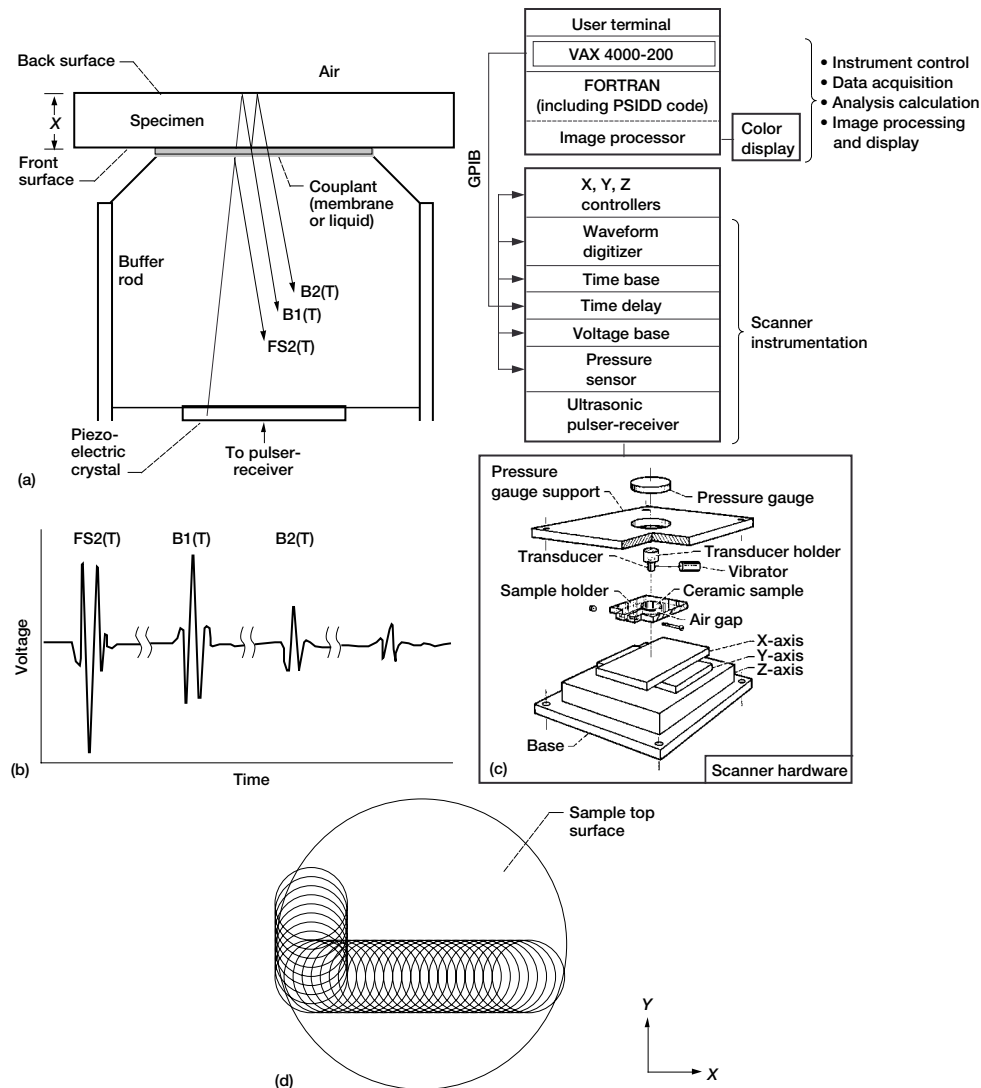 Back surface
Air
X
Specimen
Front
surface
Couplant
(membrane
or liquid)
Buffer
rod
B2(T)
B1(T)
FS2(T)
Piezo-
electric
crystal
To pulser-
receiver
(a)
FS2(T)
B1(T)
B2(T)
Voltage
Time
(b)
User terminal
VAX 4000-200
FORTRAN
(including PSIDD code)
Image processor
Color
display
• Instrument control
• Data acquisition
• Analysis calculation
• Image processing
and display
GPIB
X, Y, Z
controllers
Waveform
digitizer
Time base
Time delay
Voltage base
Pressure
sensor
Ultrasonic
pulser-receiver
Scanner
instrumentation
Pressure
gauge support
Pressure gauge
Transducer holder
Transducer
Vibrator
Sample holder
Ceramic sample
Air gap
X-axis
Y-axis
Z-axis
Base
(c)
Scanner hardware
Sample top
surface
Y
X
(d)